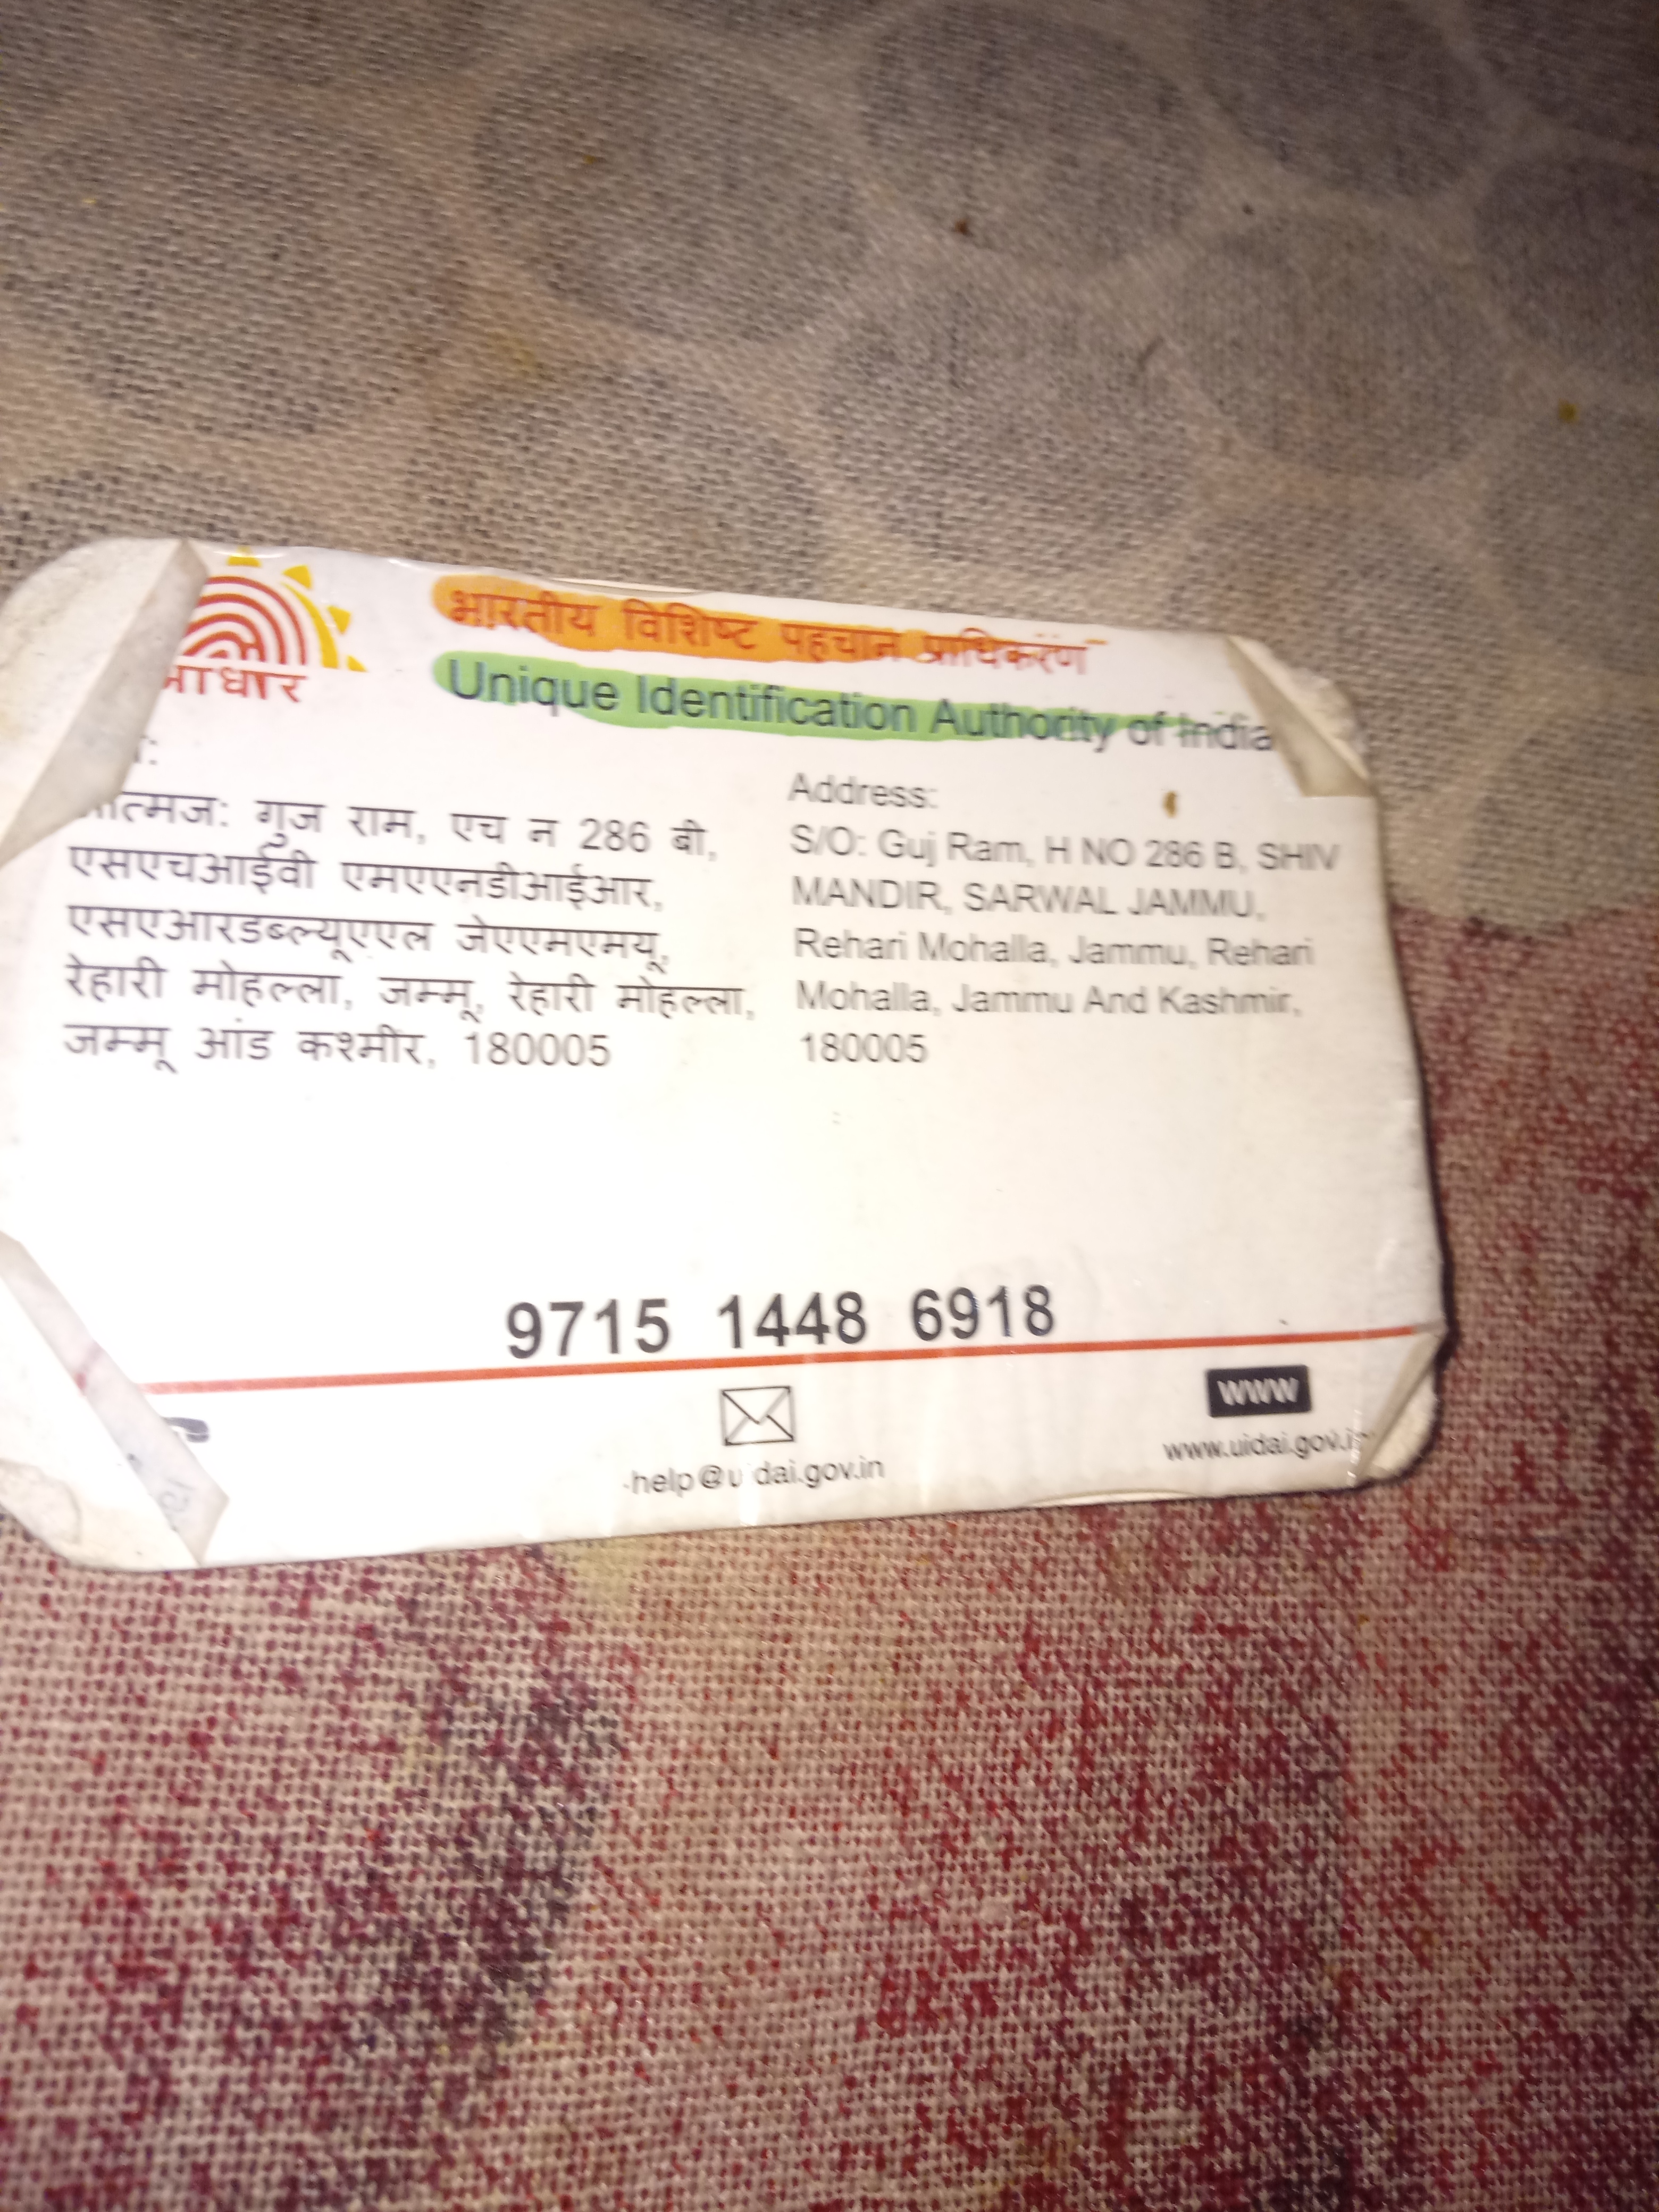 भारतीय विशिष्ट पहचान प्राधिकरण
Unique Identification Authority of India
आधार
Address:
गुज राम, एच न 286 बी,
एसएचआईवी एमएएनडीआईआर,
एसएआरडब्ल्यूएएल जेएएमएमयू,
रेहारी मोहल्ला, जम्मू, रेहारी मोहल्ला,
जम्मू आंड कश्मीर, 180005
S/O: Guj Ram, H NO 286 B, SHIV
MANDIR, SARWAL JAMMU,
Rehari Mohalla, Jammu, Rehari
Mohalla, Jammu And Kashmir,
180005
9715 1448 6918
www
help@uidai.gov.in
www.uidai.gov.in